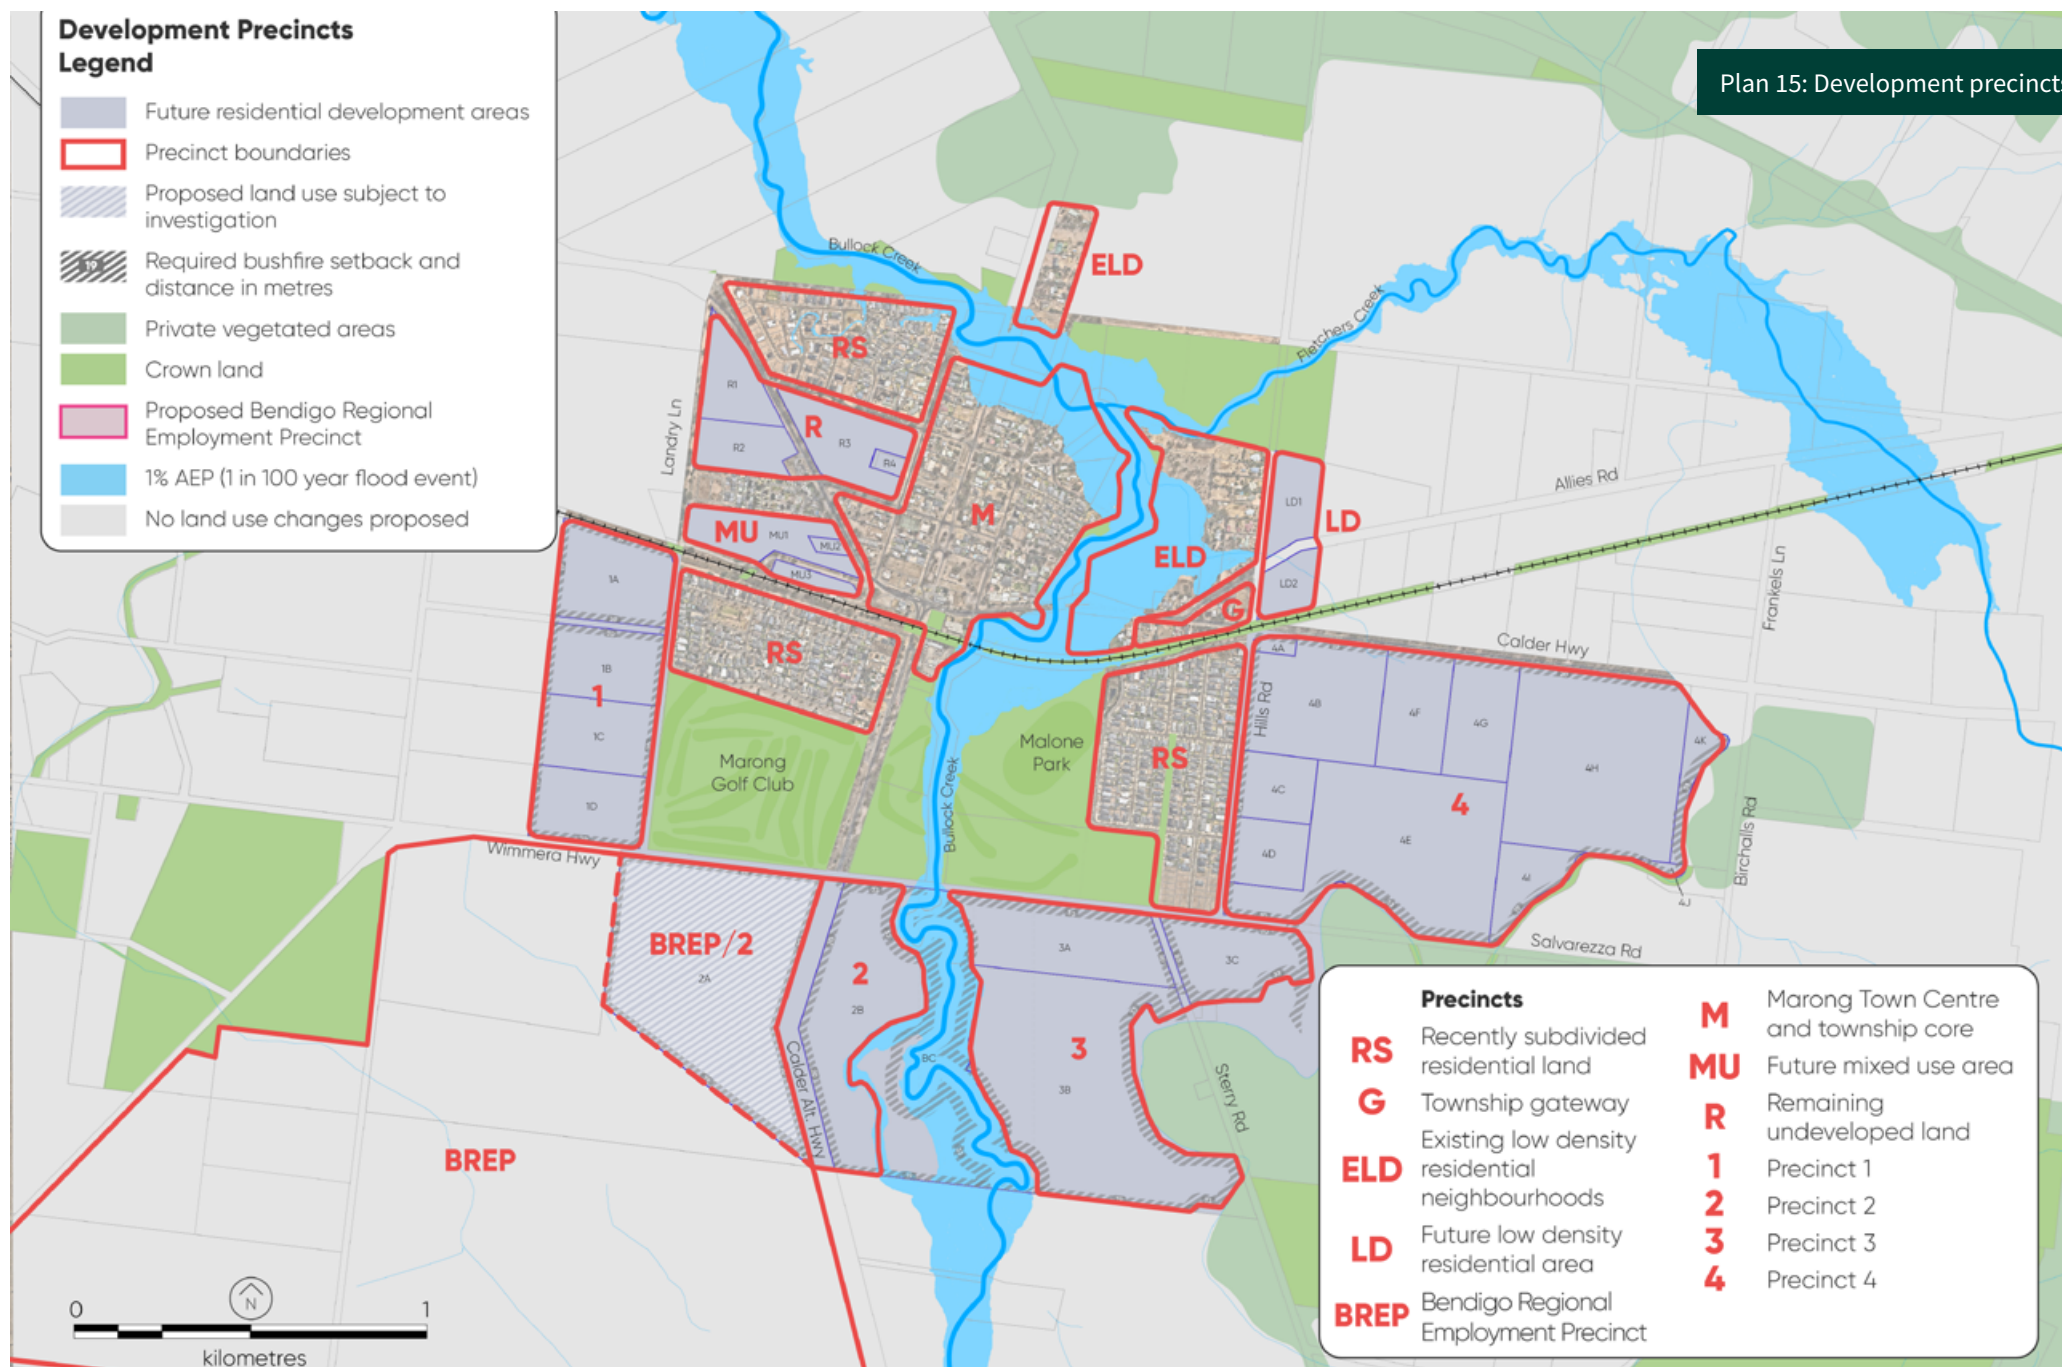 Development Precincts
Legend
Future residential development areas
Precinct boundaries
Proposed land use subject to
investigation
19
Required bushfire setback and
distance in metres
Private vegetated areas
Crown land
Proposed Bendigo Regional
Employment Precinct
1% AEP (1 in 100 year flood event)
No land use changes proposed
Plan 15: Development precincts
Bullock Creek
ELD
Fletchers Creek
RS
R1
R
R2
R3
R4
Landry Ln
M
MU
MU1
MU2
MU3
ELD
LD1
LD
LD2
G
Allies Rd
Frankels Ln
Calder Hwy
1A
1B
1
1C
1D
RS
Marong
Golf Club
Bullock Creek
Malone
Park
RS
Hills Rd
4A
4B
4F
4G
4H
4K
4C
4
4D
4E
4I
4J
Birchalls Rd
Salvarezza Rd
Wimmera Hwy
BREP/2
2A
2
2B
BC
Calder Alt. Hwy
3A
3C
3
3B
Sterry Rd
BREP
0 1
N
kilometres
Precincts
RS Recently subdivided
residential land
G Township gateway
ELD Existing low density
residential
neighbourhoods
LD Future low density
residential area
BREP Bendigo Regional
Employment Precinct
M Marong Town Centre
and township core
MU Future mixed use area
R Remaining
undeveloped land
1 Precinct 1
2 Precinct 2
3 Precinct 3
4 Precinct 4